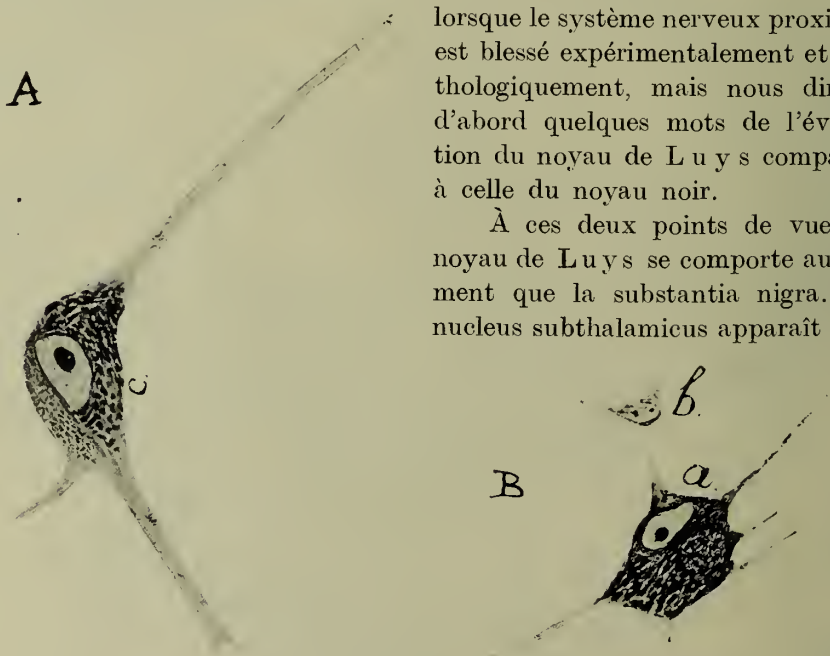 A
lorsque le système nerveux proxi
est blessé expérimentalement et
thologiquement, mais nous dir
d'abord quelques mots de l'év
tion du noyau de Luys compa
à celle du noyau noir.
À ces deux points de vue
noyau de Luys se comporte au
ment que la substantia nigra.
nucleus subthalamicus apparaît
c.
b.
B
a.